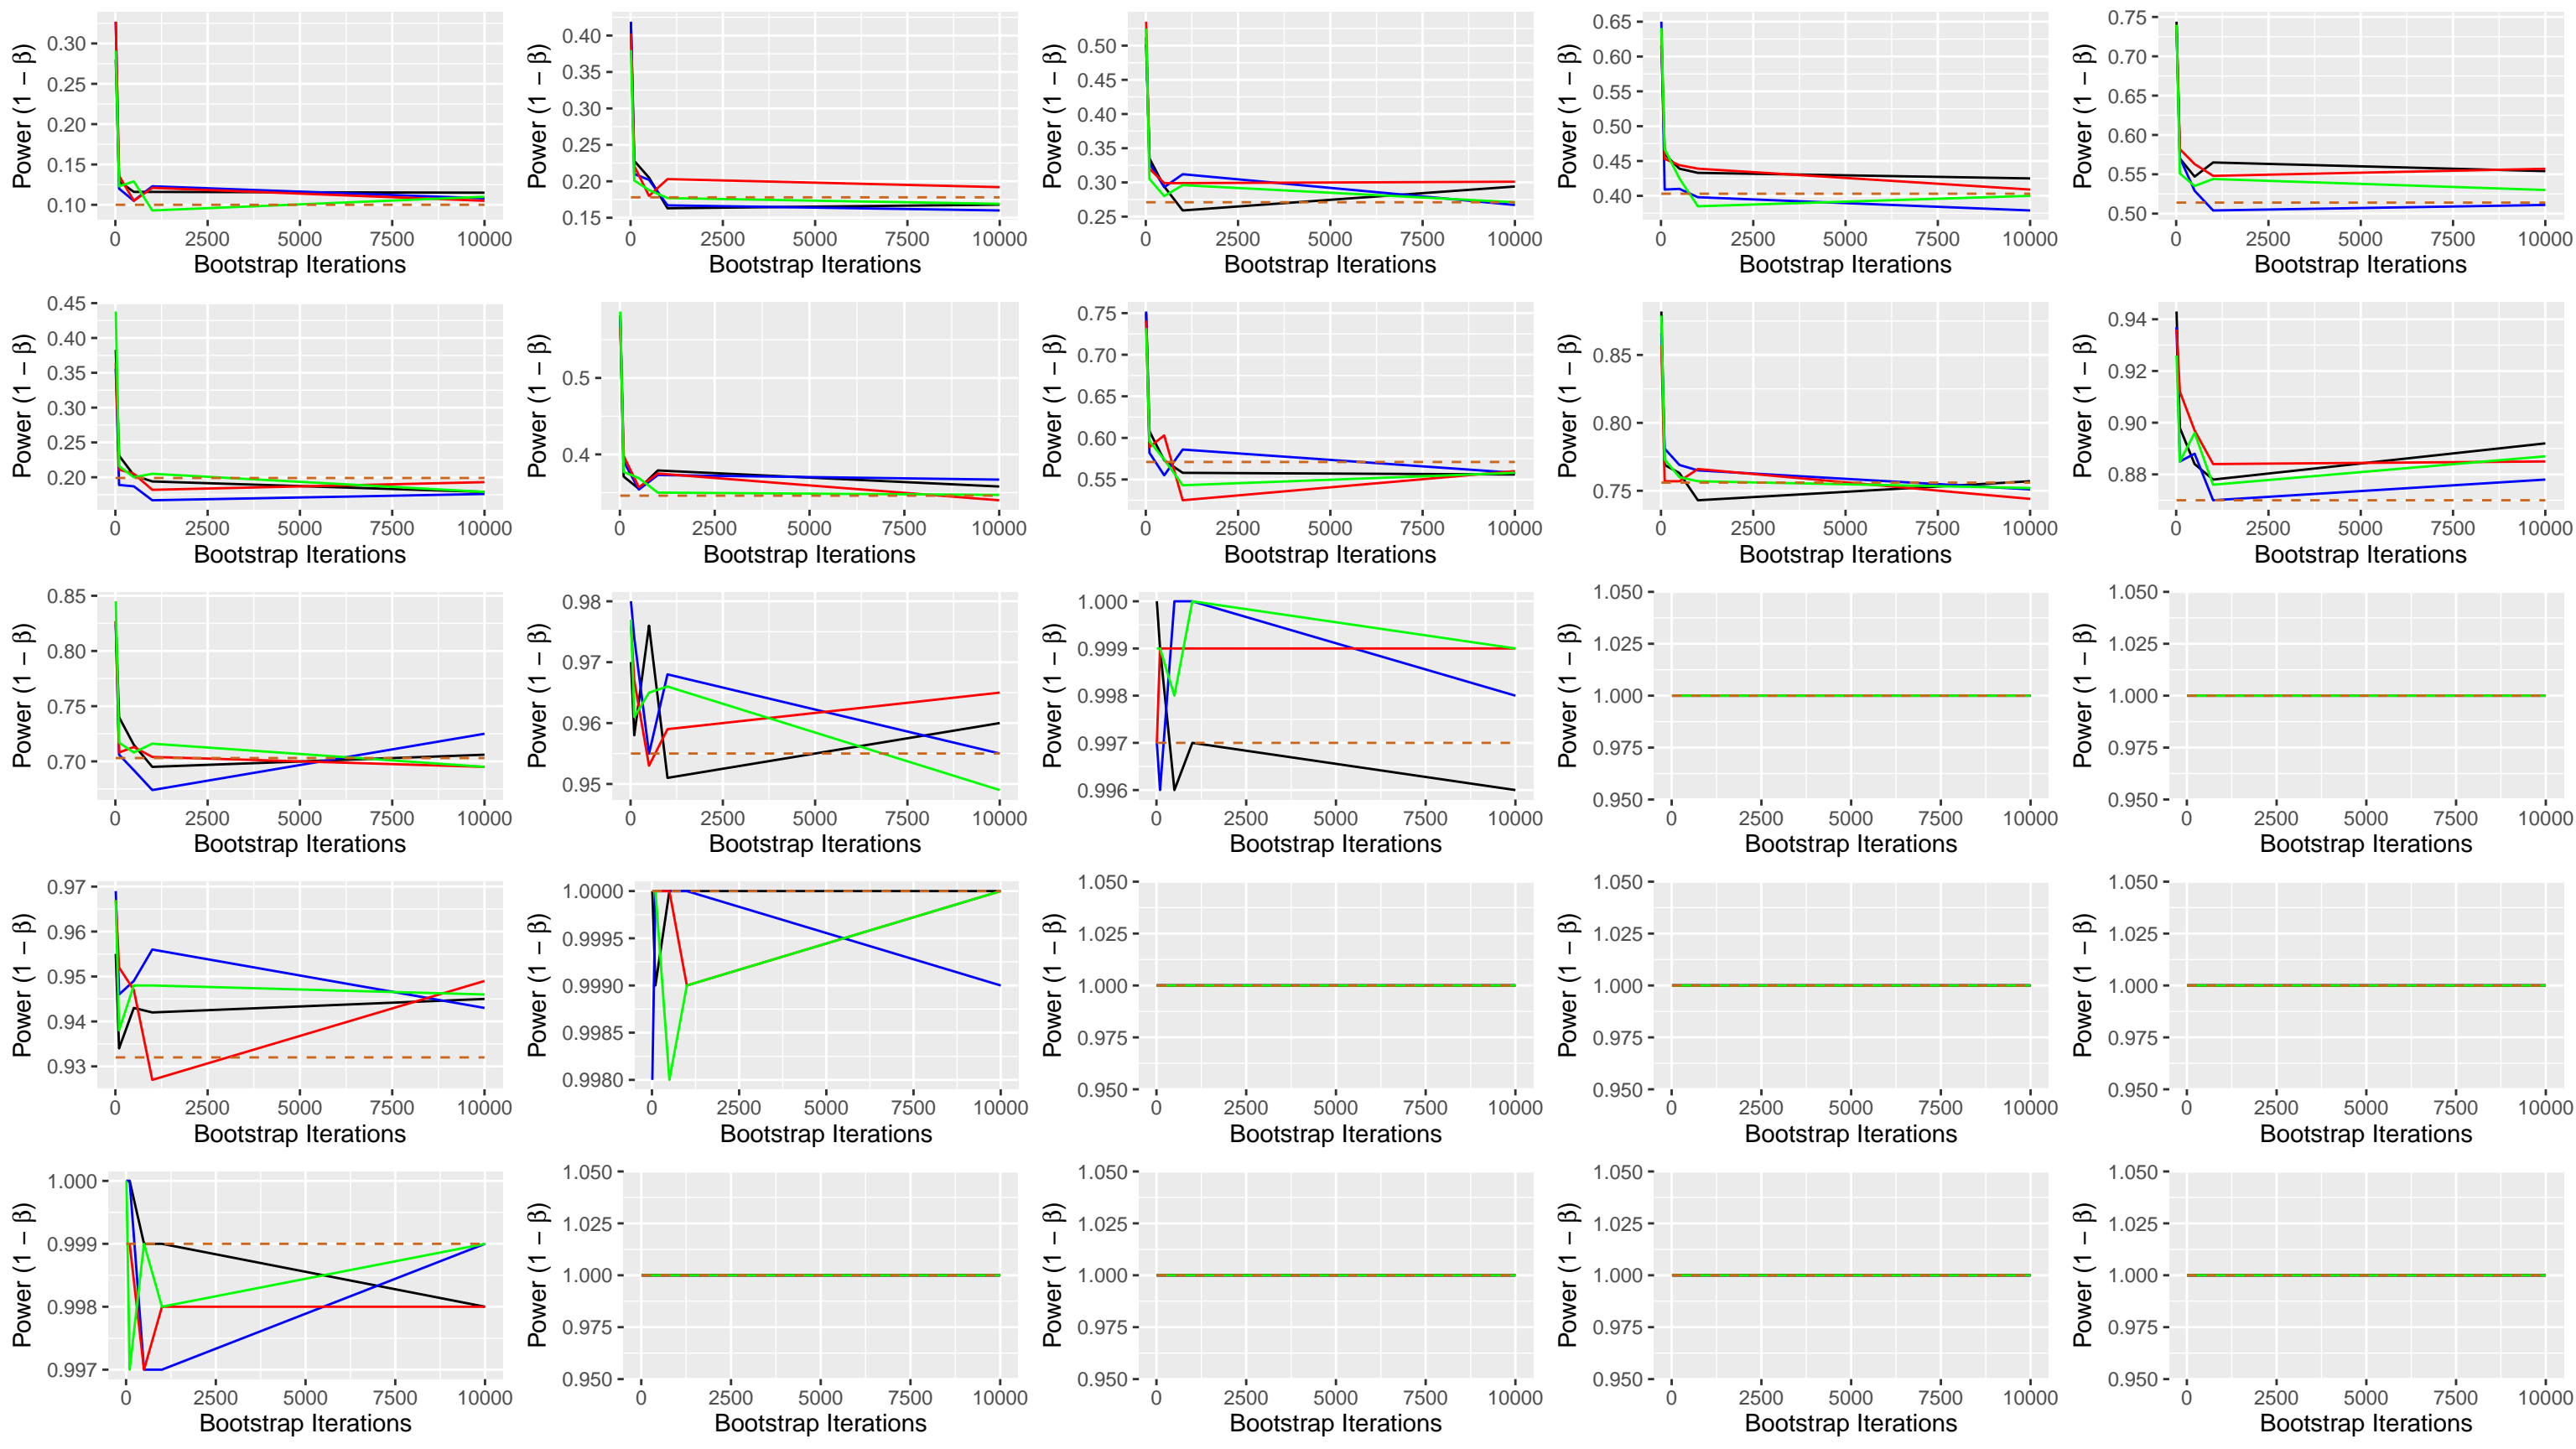 Power (1 − β)
0.30
0.25
0.20
0.15
0.10
0 2500 5000 7500 10000
Bootstrap Iterations
Power (1 − β)
0.40
0.35
0.30
0.25
0.20
0.15
0 2500 5000 7500 10000
Bootstrap Iterations
Power (1 − β)
0.50
0.45
0.40
0.35
0.30
0.25
0 2500 5000 7500 10000
Bootstrap Iterations
Power (1 − β)
0.65
0.60
0.55
0.50
0.45
0.40
0 2500 5000 7500 10000
Bootstrap Iterations
Power (1 − β)
0.75
0.70
0.65
0.60
0.55
0.50
0 2500 5000 7500 10000
Bootstrap Iterations
Power (1 − β)
0.45
0.40
0.35
0.30
0.25
0.20
0 2500 5000 7500 10000
Bootstrap Iterations
Power (1 − β)
0.5
0.4
0 2500 5000 7500 10000
Bootstrap Iterations
Power (1 − β)
0.75
0.70
0.65
0.60
0.55
0 2500 5000 7500 10000
Bootstrap Iterations
Power (1 − β)
0.85
0.80
0.75
0 2500 5000 7500 10000
Bootstrap Iterations
Power (1 − β)
0.94
0.92
0.90
0.88
0 2500 5000 7500 10000
Bootstrap Iterations
Power (1 − β)
0.85
0.80
0.75
0.70
0 2500 5000 7500 10000
Bootstrap Iterations
Power (1 − β)
0.98
0.97
0.96
0.95
0 2500 5000 7500 10000
Bootstrap Iterations
Power (1 − β)
1.000
0.999
0.998
0.997
0.996
0 2500 5000 7500 10000
Bootstrap Iterations
Power (1 − β)
1.050
1.025
1.000
0.975
0.950
0 2500 5000 7500 10000
Bootstrap Iterations
Power (1 − β)
1.050
1.025
1.000
0.975
0.950
0 2500 5000 7500 10000
Bootstrap Iterations
Power (1 − β)
0.97
0.96
0.95
0.94
0.93
0 2500 5000 7500 10000
Bootstrap Iterations
Power (1 − β)
1.0000
0.9995
0.9990
0.9985
0.9980
0 2500 5000 7500 10000
Bootstrap Iterations
Power (1 − β)
1.050
1.025
1.000
0.975
0.950
0 2500 5000 7500 10000
Bootstrap Iterations
Power (1 − β)
1.050
1.025
1.000
0.975
0.950
0 2500 5000 7500 10000
Bootstrap Iterations
Power (1 − β)
1.050
1.025
1.000
0.975
0.950
0 2500 5000 7500 10000
Bootstrap Iterations
Power (1 − β)
1.000
0.999
0.998
0.997
0 2500 5000 7500 10000
Bootstrap Iterations
Power (1 − β)
1.050
1.025
1.000
0.975
0.950
0 2500 5000 7500 10000
Bootstrap Iterations
Power (1 − β)
1.050
1.025
1.000
0.975
0.950
0 2500 5000 7500 10000
Bootstrap Iterations
Power (1 − β)
1.050
1.025
1.000
0.975
0.950
0 2500 5000 7500 10000
Bootstrap Iterations
Power (1 − β)
1.050
1.025
1.000
0.975
0.950
0 2500 5000 7500 10000
Bootstrap Iterations